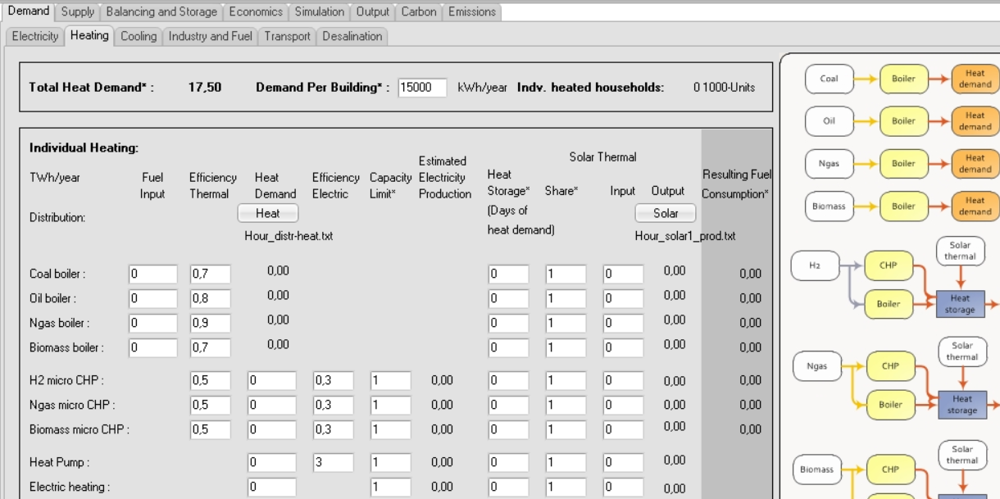 Demand Supply Balancing and Storage Economics Simulation Output Carbon Emissions
Electricity Heating Cooling Industry and Fuel Transport Desalination
Total Heat Demand* : 17,50 Demand Per Building* : 15000 kWh/year Indv. heated households: 0 1000-Units
Individual Heating:
Solar Thermal
TWh/year Fuel Input Efficiency Thermal Heat Demand Efficiency Electric Capacity Limit* Estimated Electricity Production Heat Storage* Share* Input Output Resulting Fuel Consumption*
Distribution: Heat (Days of heat demand) Solar
Hour_distr-heat.txt Hour_solar1_prod.txt
Coal boiler : 0 0,7 0,00 0 1 0 0,00 0,00
Oil boiler : 0 0,8 0,00 0 1 0 0,00 0,00
Ngas boiler : 0 0,9 0,00 0 1 0 0,00 0,00
Biomass boiler : 0 0,7 0,00 0 1 0 0,00 0,00
H2 micro CHP : 0,5 0 0,3 1 0,00 0 1 0 0,00 0,00
Ngas micro CHP : 0,5 0 0,3 1 0,00 0 1 0 0,00 0,00
Biomass micro CHP : 0,5 0 0,3 1 0,00 0 1 0 0,00 0,00
Heat Pump : 0 3 1 0,00 0 1 0 0,00
Electric heating : 0 1 0,00 0 1 0 0,00
Coal Boiler Heat demand
Oil Boiler Heat demand
Ngas Boiler Heat demand
Biomass Boiler Heat demand
Solar thermal
H2 CHP
Boiler Heat storage
Solar thermal
Ngas CHP
Boiler Heat storage
Solar thermal
Biomass CHP